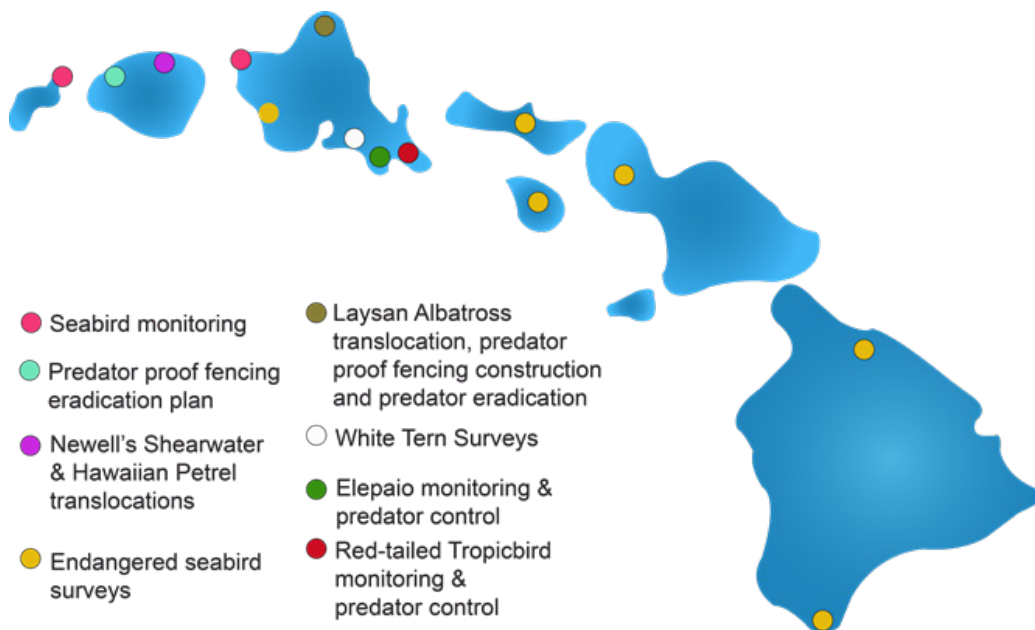 Seabird monitoring
Predator proof fencing
eradication plan
Newell's Shearwater
& Hawaiian Petrel
translocations
Endangered seabird
surveys
Laysan Albatross
translocation, predator
proof fencing construction
and predator eradication
White Tern Surveys
Elepaio monitoring &
predator control
Red-tailed Tropicbird
monitoring &
predator control